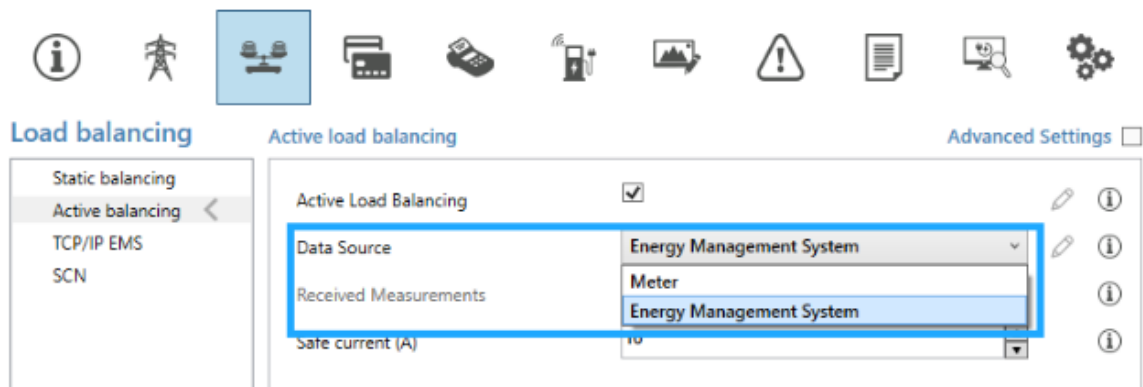 Load balancing
Active load balancing
Advanced Settings
Static balancing
Active balancing
TCP/IP EMS
SCN
Active Load Balancing
Data Source
Energy Management System
Meter
Received Measurements
Energy Management System
Safe current (A)